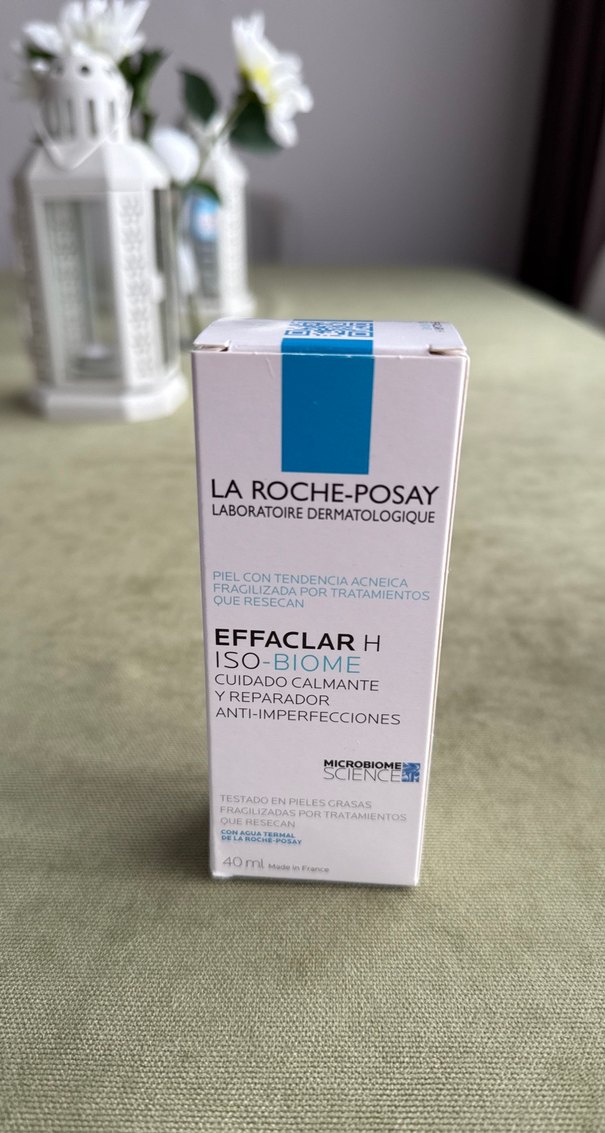 LA ROCHE-POSAY
LABORATOIRE DERMATOLOGIQUE
PIEL CON TENDENCIA ACNEICA
FRAGILIZADA POR TRATAMIENTOS
QUE RESECAN
EFFACLAR H
ISO-BIOME
CUIDADO CALMANTE
Y REPARADOR
ANTI-IMPERFECCIONES
MICROBIOME
SCIENCE
TESTADO EN PIELES GRASAS
FRAGILIZADAS POR TRATAMIENTOS
QUE RESECAN
CON AGUA TERMAL
DE LA ROCHE-POSAY
40 ml Made in France